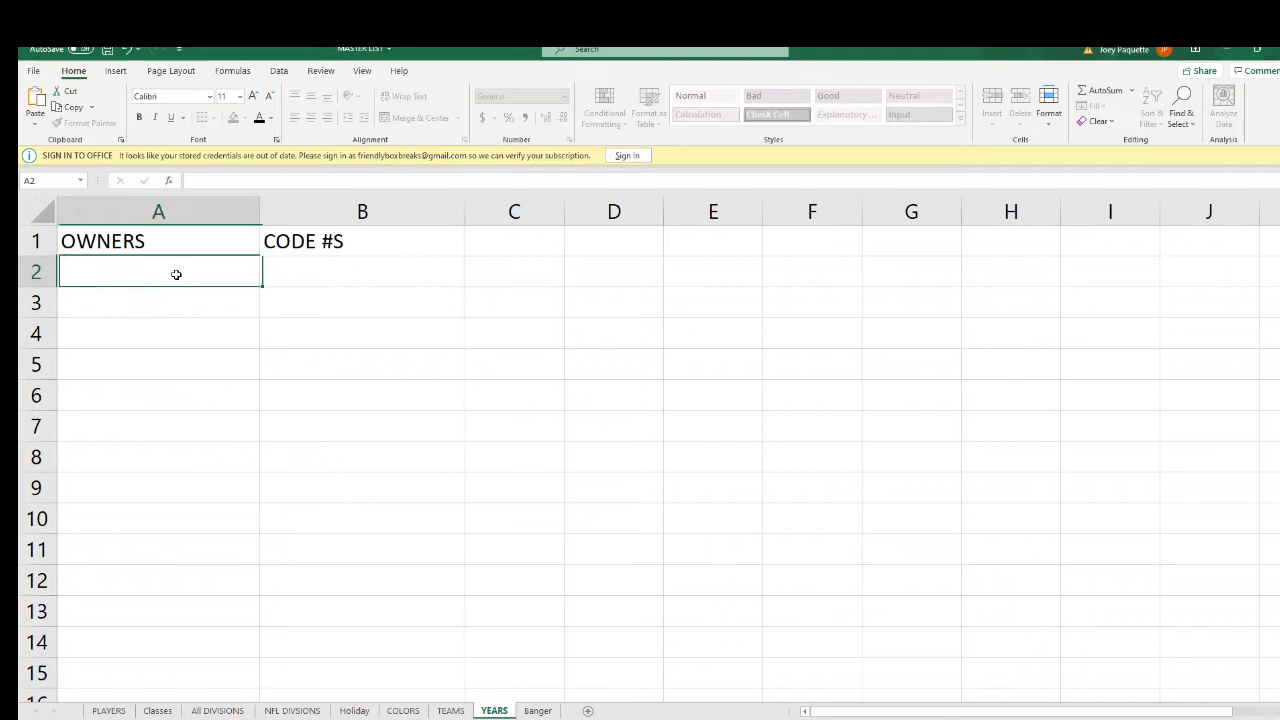 AutoSave Off MASTER LIST Search Joey Paquette JP
File Home Insert Page Layout Formulas Data Review View Help Share Commen
Paste Cut Copy Format Painter Clipboard
Calibri 11 A A B I U A Font
Wrap Text Merge & Center Alignment
General $ % Number
Conditional Formatting Format as Table Normal Bad Good Neutral Calculation Check Cell Explanatory ... Input Styles
Insert Delete Format Cells
AutoSum Fill Clear Sort & Filter Find & Select Editing
Analyze Data Analysis
SIGN IN TO OFFICE It looks like your stored credentials are out of date. Please sign in as friendlyboxbreaks@gmail.com so we can verify your subscription. Sign In
A2 fx
A B C D E F G H I J
1 OWNERS CODE #S
2
3
4
5
6
7
8
9
10
11
12
13
14
15
16
PLAYERS Classes All DIVISIONS NFL DIVSIONS Holiday COLORS TEAMS YEARS Banger